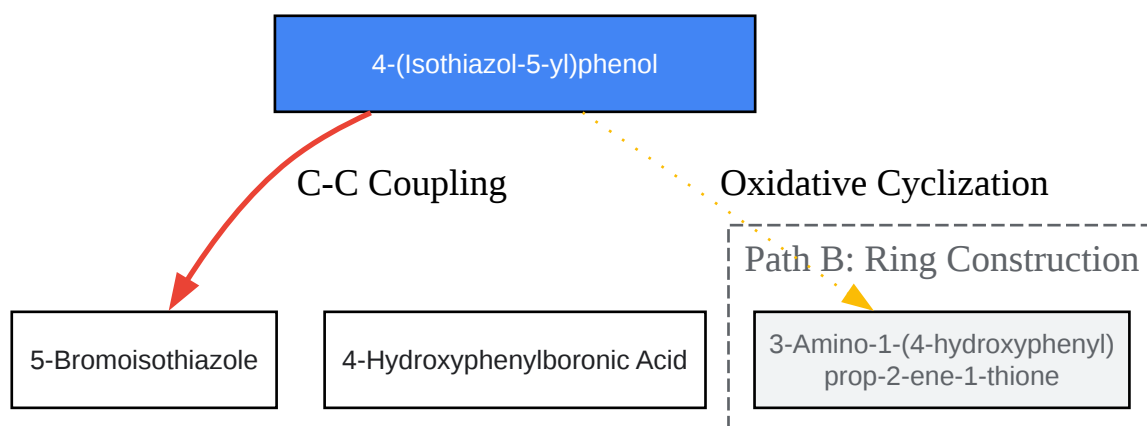 4-(Isothiazol-5-yl)phenol
C-C Coupling
Oxidative Cyclization
Path B: Ring Construction
5-Bromoisothiazole
4-Hydroxyphenylboronic Acid
3-Amino-1-(4-hydroxyphenyl)
prop-2-ene-1-thione